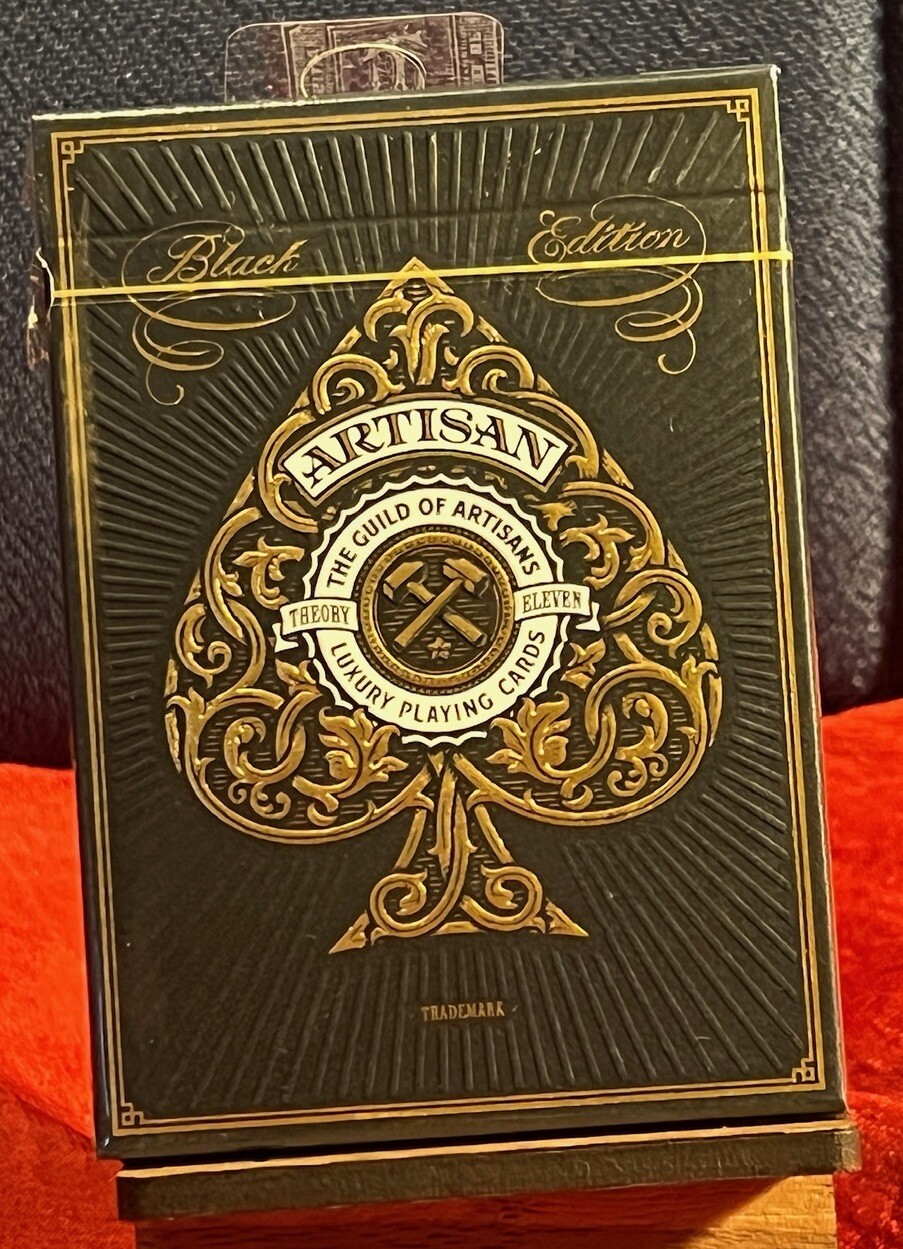 Black Edition
ARTISAN
THE GUILD OF ARTISANS
THEORY ELEVEN
LUXURY PLAYING CARDS
TRADEMARK